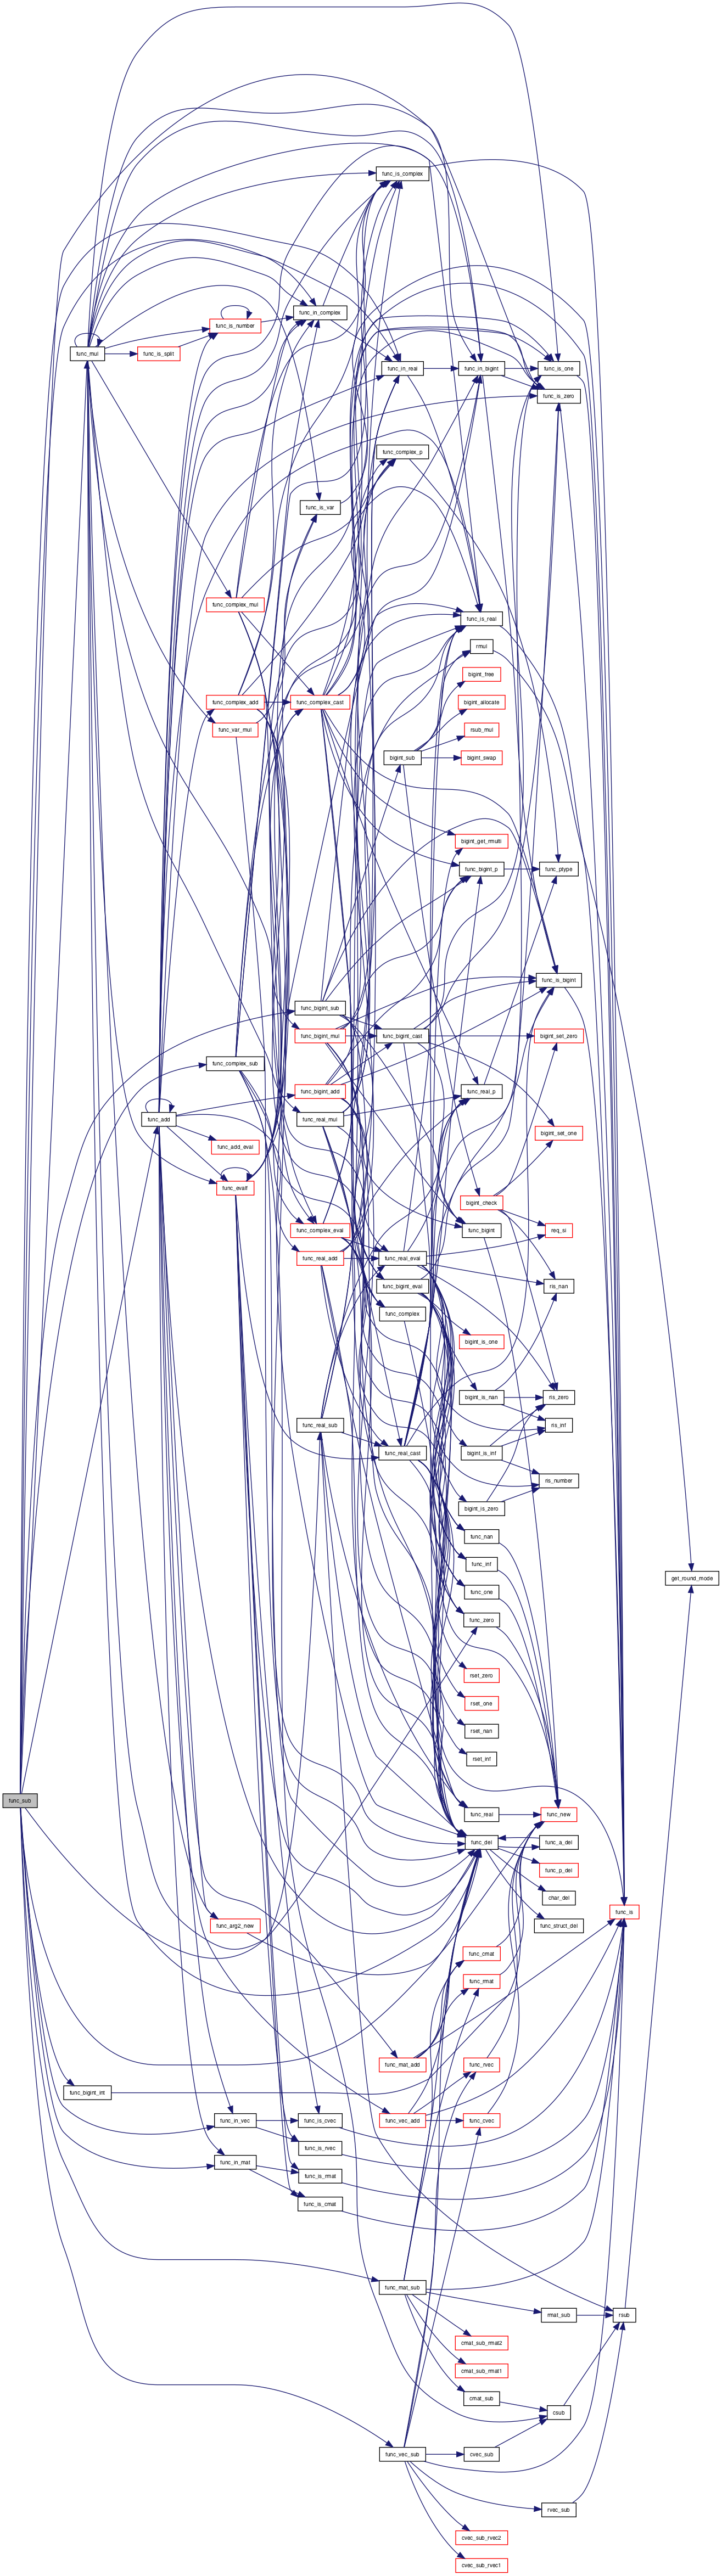 func_is_complex
func_is_number
func_in_complex
func_mul
func_is_split
func_in_real
func_in_bigint
func_is_one
func_is_zero
func_complex_p
func_is_var
func_complex_mul
func_is_real
rmul
bigint_free
func_complex_add
func_complex_cast
bigint_allocate
func_var_mul
rsub_mul
bigint_sub
bigint_swap
bigint_get_rmulti
func_bigint_p
func_ptype
func_is_bigint
func_bigint_sub
func_bigint_mul
func_bigint_cast
bigint_set_zero
func_complex_sub
func_bigint_add
func_real_p
func_add
func_real_mul
bigint_set_one
func_add_eval
func_evalf
bigint_check
func_complex_eval
func_bigint
req_si
func_real_add
func_real_eval
func_bigint_eval
ris_nan
func_complex
bigint_is_one
bigint_is_nan
ris_zero
func_real_sub
ris_inf
func_real_cast
bigint_is_inf
ris_number
bigint_is_zero
func_nan
func_inf
get_round_mode
func_one
func_zero
rset_zero
rset_one
rset_nan
rset_inf
func_sub
func_real
func_new
func_del
func_a_del
func_p_del
char_del
func_is
func_arg2_new
func_struct_del
func_cmat
func_rmat
func_mat_add
func_rvec
func_bigint_int
func_in_vec
func_is_cvec
func_vec_add
func_cvec
func_is_rvec
func_in_mat
func_is_rmat
func_is_cmat
func_mat_sub
rmat_sub
rsub
cmat_sub_rmat2
cmat_sub_rmat1
cmat_sub
csub
func_vec_sub
cvec_sub
rvec_sub
cvec_sub_rvec2
cvec_sub_rvec1